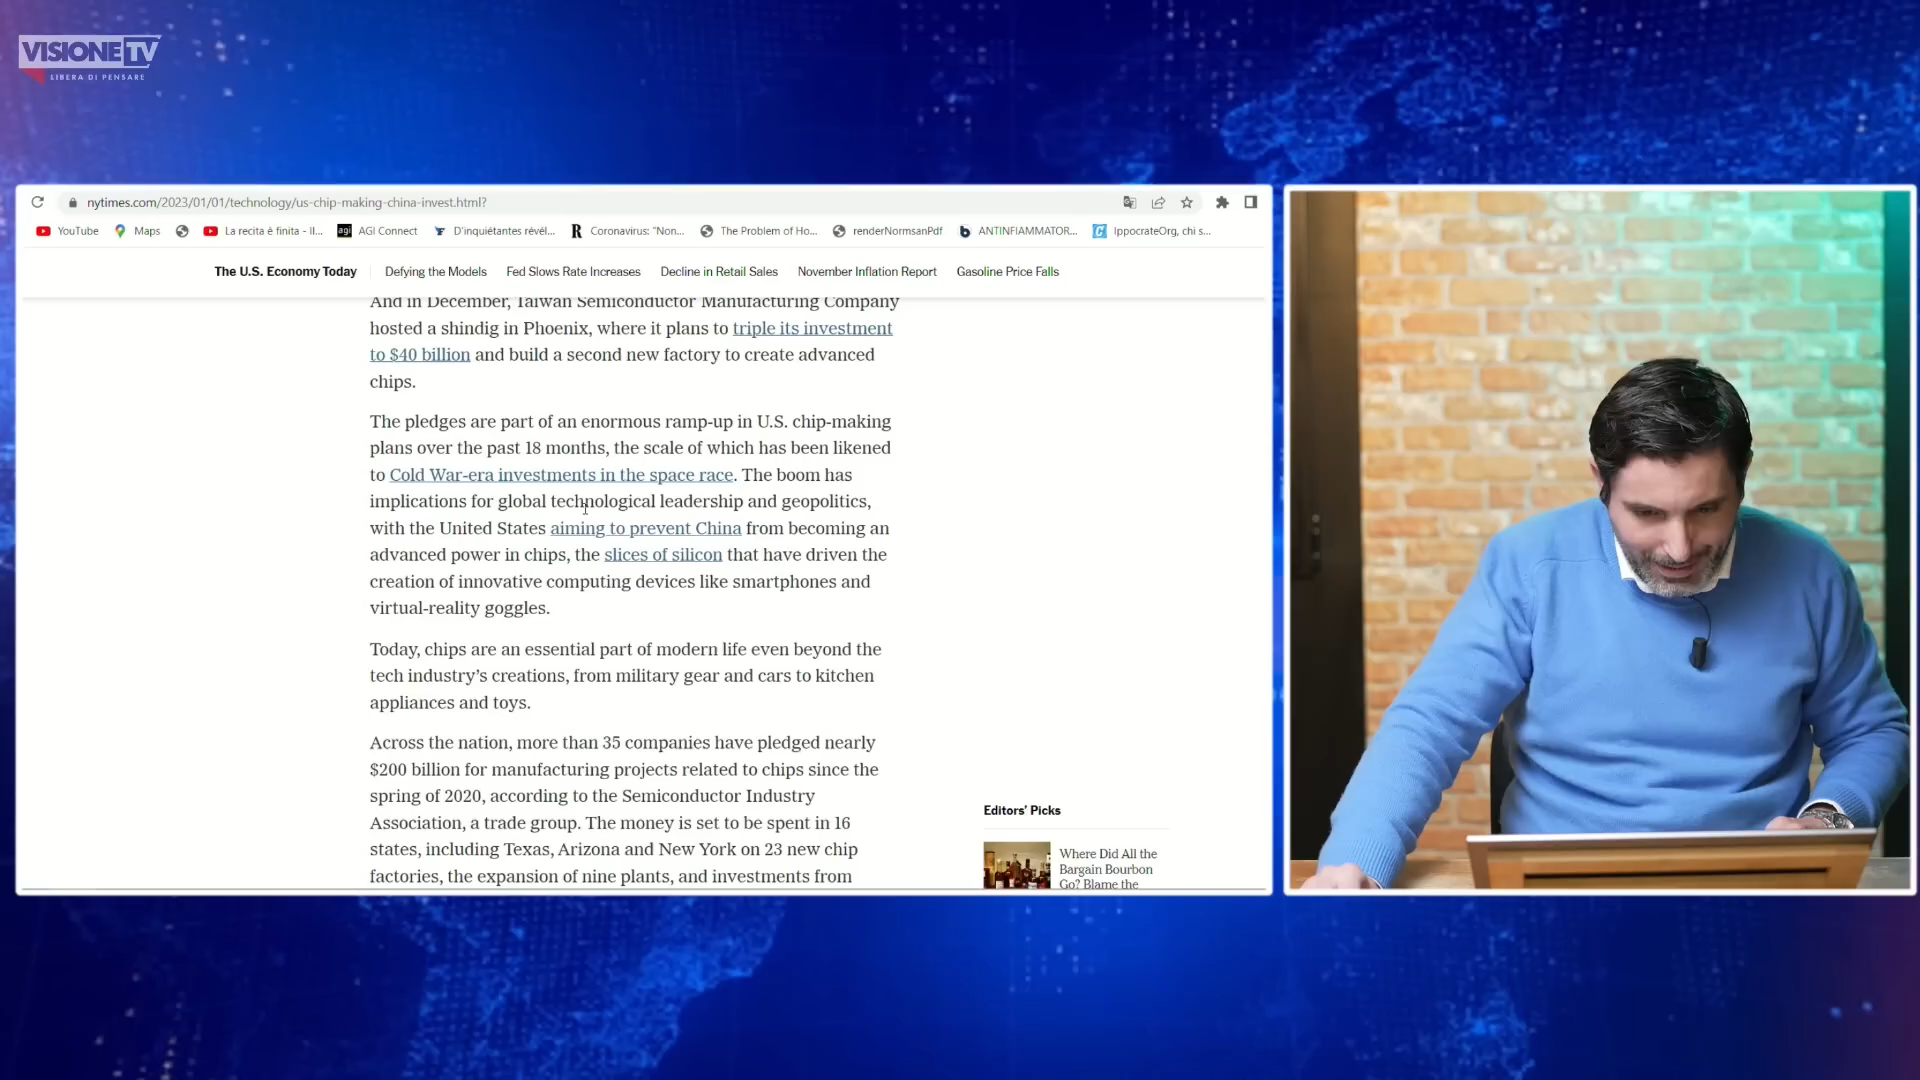 VISIONE TV
LIBERA DI PENSARE
nytimes.com/2023/01/01/technology/us-chip-making-china-invest.html?
YouTube
Maps
La recita è finita - Il...
agi
AGI Connect
D'inquiétantes révél...
R
Coronavirus: "Non...
The Problem of Ho...
renderNormsanPdf
b
ANTINFIAMMATOR...
IppocrateOrg, chi s...
The U.S. Economy Today
Defying the Models
Fed Slows Rate Increases
Decline in Retail Sales
November Inflation Report
Gasoline Price Falls
And in December, Taiwan Semiconductor Manufacturing Company
hosted a shindig in Phoenix, where it plans to triple its investment
to $40 billion and build a second new factory to create advanced
chips.
The pledges are part of an enormous ramp-up in U.S. chip-making
plans over the past 18 months, the scale of which has been likened
to Cold War-era investments in the space race. The boom has
implications for global technological leadership and geopolitics,
with the United States aiming to prevent China from becoming an
advanced power in chips, the slices of silicon that have driven the
creation of innovative computing devices like smartphones and
virtual-reality goggles.
Today, chips are an essential part of modern life even beyond the
tech industry's creations, from military gear and cars to kitchen
appliances and toys.
Across the nation, more than 35 companies have pledged nearly
$200 billion for manufacturing projects related to chips since the
spring of 2020, according to the Semiconductor Industry
Association, a trade group. The money is set to be spent in 16
states, including Texas, Arizona and New York on 23 new chip
factories, the expansion of nine plants, and investments from
Editors' Picks
Where Did All the
Bargain Bourbon
Go? Blame the